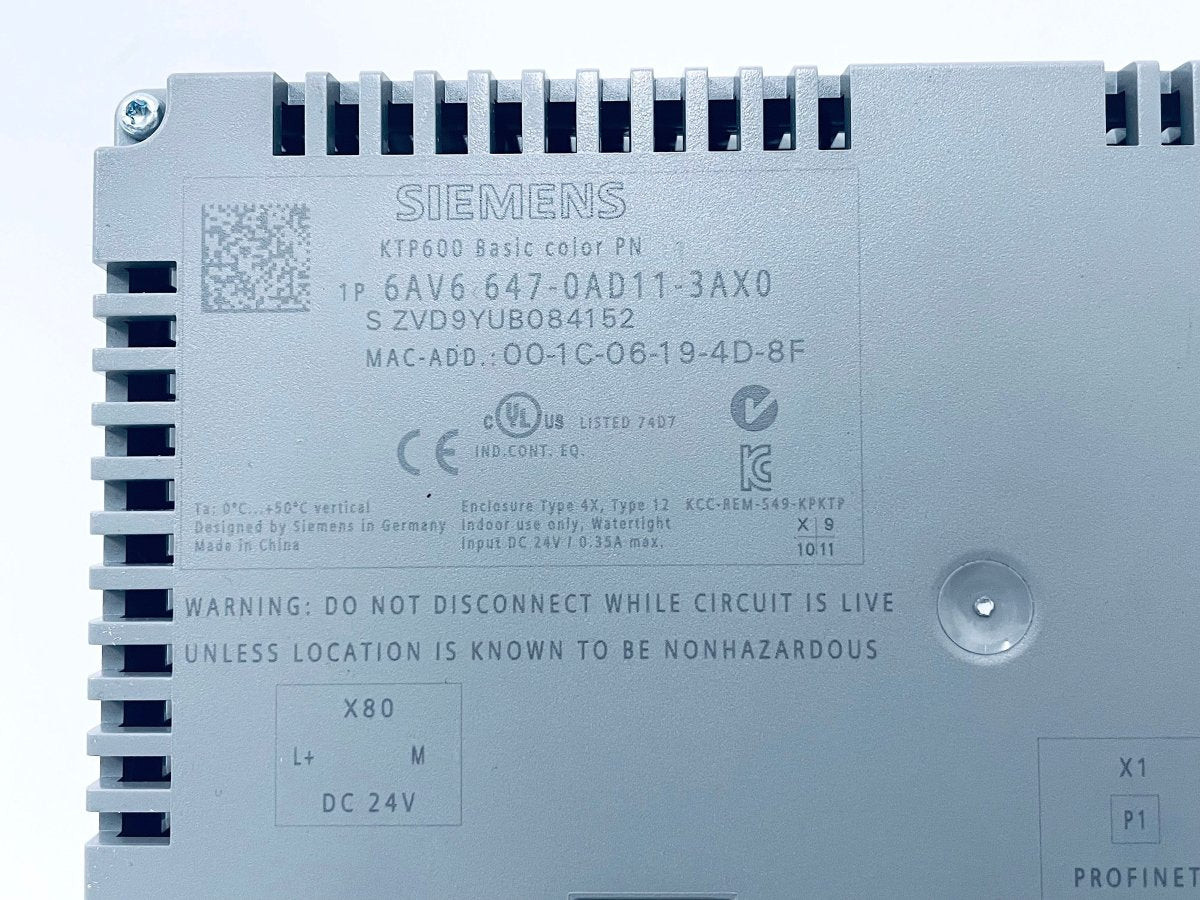 SIEMENS
KTP600 Basic color PN
1P 6AV6 647-0AD11-3AX0
S ZVD9YUB084152
MAC-ADD.: 00-1C-06-19-4D-8F
C UL US LISTED 74D7
CE IND.CONT. EQ.
KC
Ta: 0°C...+50°C vertical
Designed by Siemens in Germany
Made in China
Enclosure Type 4X, Type 12
Indoor use only, Watertight
Input DC 24V / 0.35A max.
KCC-REM-S49-KPKTP
X 9
10 11
WARNING: DO NOT DISCONNECT WHILE CIRCUIT IS LIVE
UNLESS LOCATION IS KNOWN TO BE NONHAZARDOUS
X80
L+ M
DC 24V
X1
P1
PROFINET